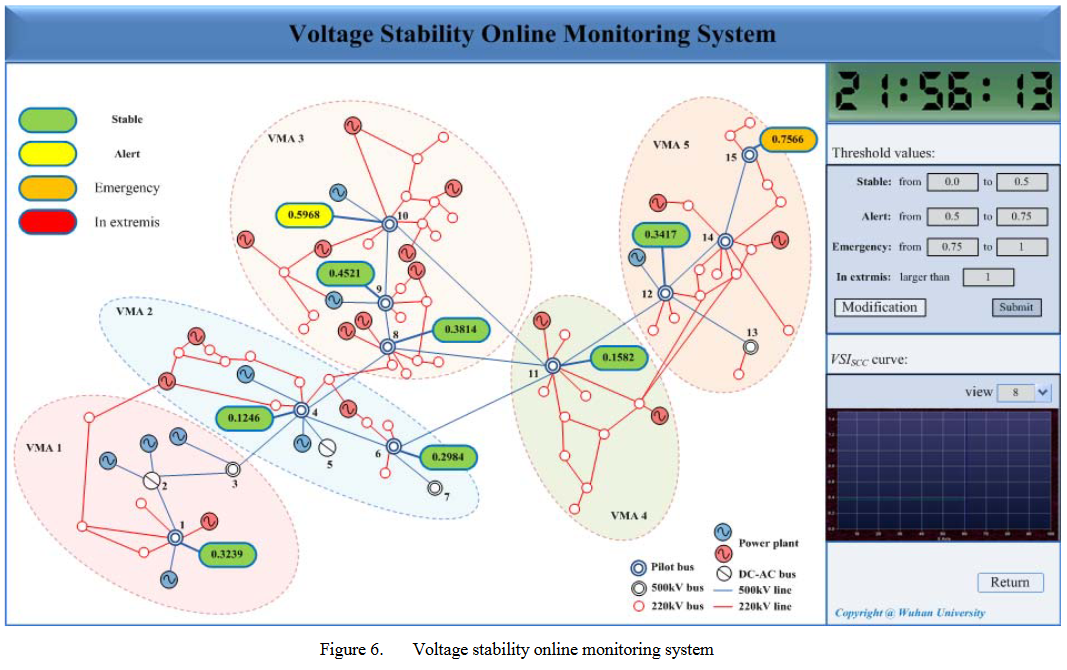 Voltage Stability Online Monitoring System
Stable
Alert
Emergency
In extremis
VMA 3
0.5968
10
0.4521
9
8
0.3814
VMA 5
15
0.7566
0.3417
14
12
13
VMA 2
0.1246
4
5
6
0.2984
7
11
0.1582
VMA 4
VMA 1
2
3
1
0.3239
Power plant
Pilot bus
DC-AC bus
500kV bus
500kV line
220kV bus
220kV line
21:56:13
Threshold values:
Stable: from 0.0 to 0.5
Alert: from 0.5 to 0.75
Emergency: from 0.75 to 1
In extrmis: larger than 1
Modification Submit
VSISCC curve:
view 8
Return
Copyright @ Wuhan University
Figure 6. Voltage stability online monitoring system